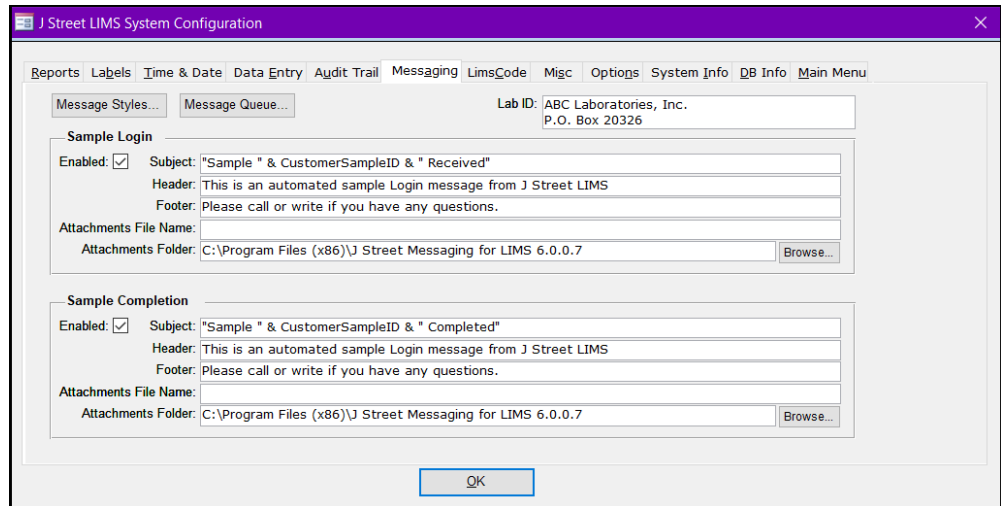 J Street LIMS System Configuration
Reports Labels Time & Date Data Entry Audit Trail Messaging LimsCode Misc Options System Info DB Info Main Menu
Message Styles... Message Queue... Lab ID: ABC Laboratories, Inc.
P.O. Box 20326
Sample Login
Enabled: Subject: "Sample " & CustomerSampleID & " Received"
Header: This is an automated sample Login message from J Street LIMS
Footer: Please call or write if you have any questions.
Attachments File Name:
Attachments Folder: C:\Program Files (x86)\J Street Messaging for LIMS 6.0.0.7 Browse...
Sample Completion
Enabled: Subject: "Sample " & CustomerSampleID & " Completed"
Header: This is an automated sample Login message from J Street LIMS
Footer: Please call or write if you have any questions.
Attachments File Name:
Attachments Folder: C:\Program Files (x86)\J Street Messaging for LIMS 6.0.0.7 Browse...
OK